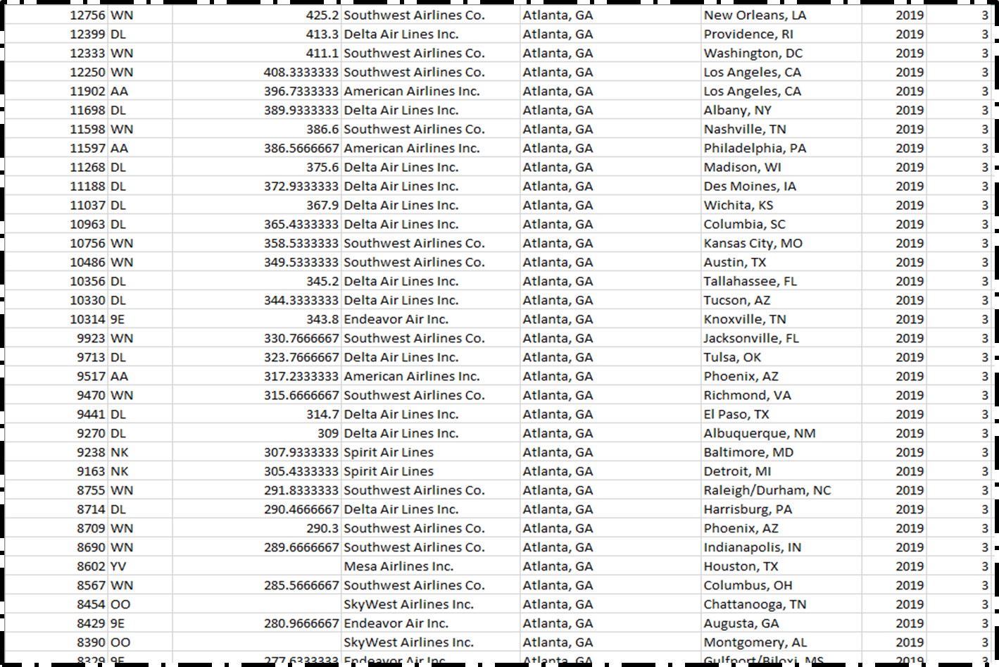 12756 WN 425.2 Southwest Airlines Co. Atlanta, GA New Orleans, LA 2019 3
12399 DL 413.3 Delta Air Lines Inc. Atlanta, GA Providence, RI 2019 3
12333 WN 411.1 Southwest Airlines Co. Atlanta, GA Washington, DC 2019 3
12250 WN 408.3333333 Southwest Airlines Co. Atlanta, GA Los Angeles, CA 2019 3
11902 AA 396.7333333 American Airlines Inc. Atlanta, GA Los Angeles, CA 2019 3
11698 DL 389.9333333 Delta Air Lines Inc. Atlanta, GA Albany, NY 2019 3
11598 WN 386.6 Southwest Airlines Co. Atlanta, GA Nashville, TN 2019 3
11597 AA 386.5666667 American Airlines Inc. Atlanta, GA Philadelphia, PA 2019 3
11268 DL 375.6 Delta Air Lines Inc. Atlanta, GA Madison, WI 2019 3
11188 DL 372.9333333 Delta Air Lines Inc. Atlanta, GA Des Moines, IA 2019 3
11037 DL 367.9 Delta Air Lines Inc. Atlanta, GA Wichita, KS 2019 3
10963 DL 365.4333333 Delta Air Lines Inc. Atlanta, GA Columbia, SC 2019 3
10756 WN 358.5333333 Southwest Airlines Co. Atlanta, GA Kansas City, MO 2019 3
10486 WN 349.5333333 Southwest Airlines Co. Atlanta, GA Austin, TX 2019 3
10356 DL 345.2 Delta Air Lines Inc. Atlanta, GA Tallahassee, FL 2019 3
10330 DL 344.3333333 Delta Air Lines Inc. Atlanta, GA Tucson, AZ 2019 3
10314 9E 343.8 Endeavor Air Inc. Atlanta, GA Knoxville, TN 2019 3
9923 WN 330.7666667 Southwest Airlines Co. Atlanta, GA Jacksonville, FL 2019 3
9713 DL 323.7666667 Delta Air Lines Inc. Atlanta, GA Tulsa, OK 2019 3
9517 AA 317.2333333 American Airlines Inc. Atlanta, GA Phoenix, AZ 2019 3
9470 WN 315.6666667 Southwest Airlines Co. Atlanta, GA Richmond, VA 2019 3
9441 DL 314.7 Delta Air Lines Inc. Atlanta, GA El Paso, TX 2019 3
9270 DL 309 Delta Air Lines Inc. Atlanta, GA Albuquerque, NM 2019 3
9238 NK 307.9333333 Spirit Air Lines Atlanta, GA Baltimore, MD 2019 3
9163 NK 305.4333333 Spirit Air Lines Atlanta, GA Detroit, MI 2019 3
8755 WN 291.8333333 Southwest Airlines Co. Atlanta, GA Raleigh/Durham, NC 2019 3
8714 DL 290.4666667 Delta Air Lines Inc. Atlanta, GA Harrisburg, PA 2019 3
8709 WN 290.3 Southwest Airlines Co. Atlanta, GA Phoenix, AZ 2019 3
8690 WN 289.6666667 Southwest Airlines Co. Atlanta, GA Indianapolis, IN 2019 3
8602 YV Mesa Airlines Inc. Atlanta, GA Houston, TX 2019 3
8567 WN 285.5666667 Southwest Airlines Co. Atlanta, GA Columbus, OH 2019 3
8454 OO SkyWest Airlines Inc. Atlanta, GA Chattanooga, TN 2019 3
8429 9E 280.9666667 Endeavor Air Inc. Atlanta, GA Augusta, GA 2019 3
8390 OO SkyWest Airlines Inc. Atlanta, GA Montgomery, AL 2019 3
8329 9E 277.6333333 Endeavor Air Inc. Atlanta, GA Gulfport/Biloxi, MS 2019 3